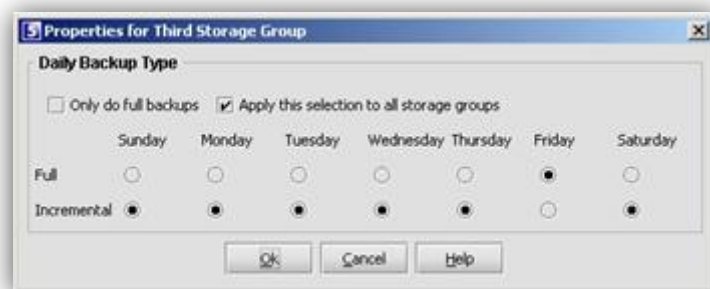 Properties for Third Storage Group
Daily Backup Type
Only do full backups Apply this selection to all storage groups
Sunday Monday Tuesday Wednesday Thursday Friday Saturday
Full
Incremental
Ok Cancel Help